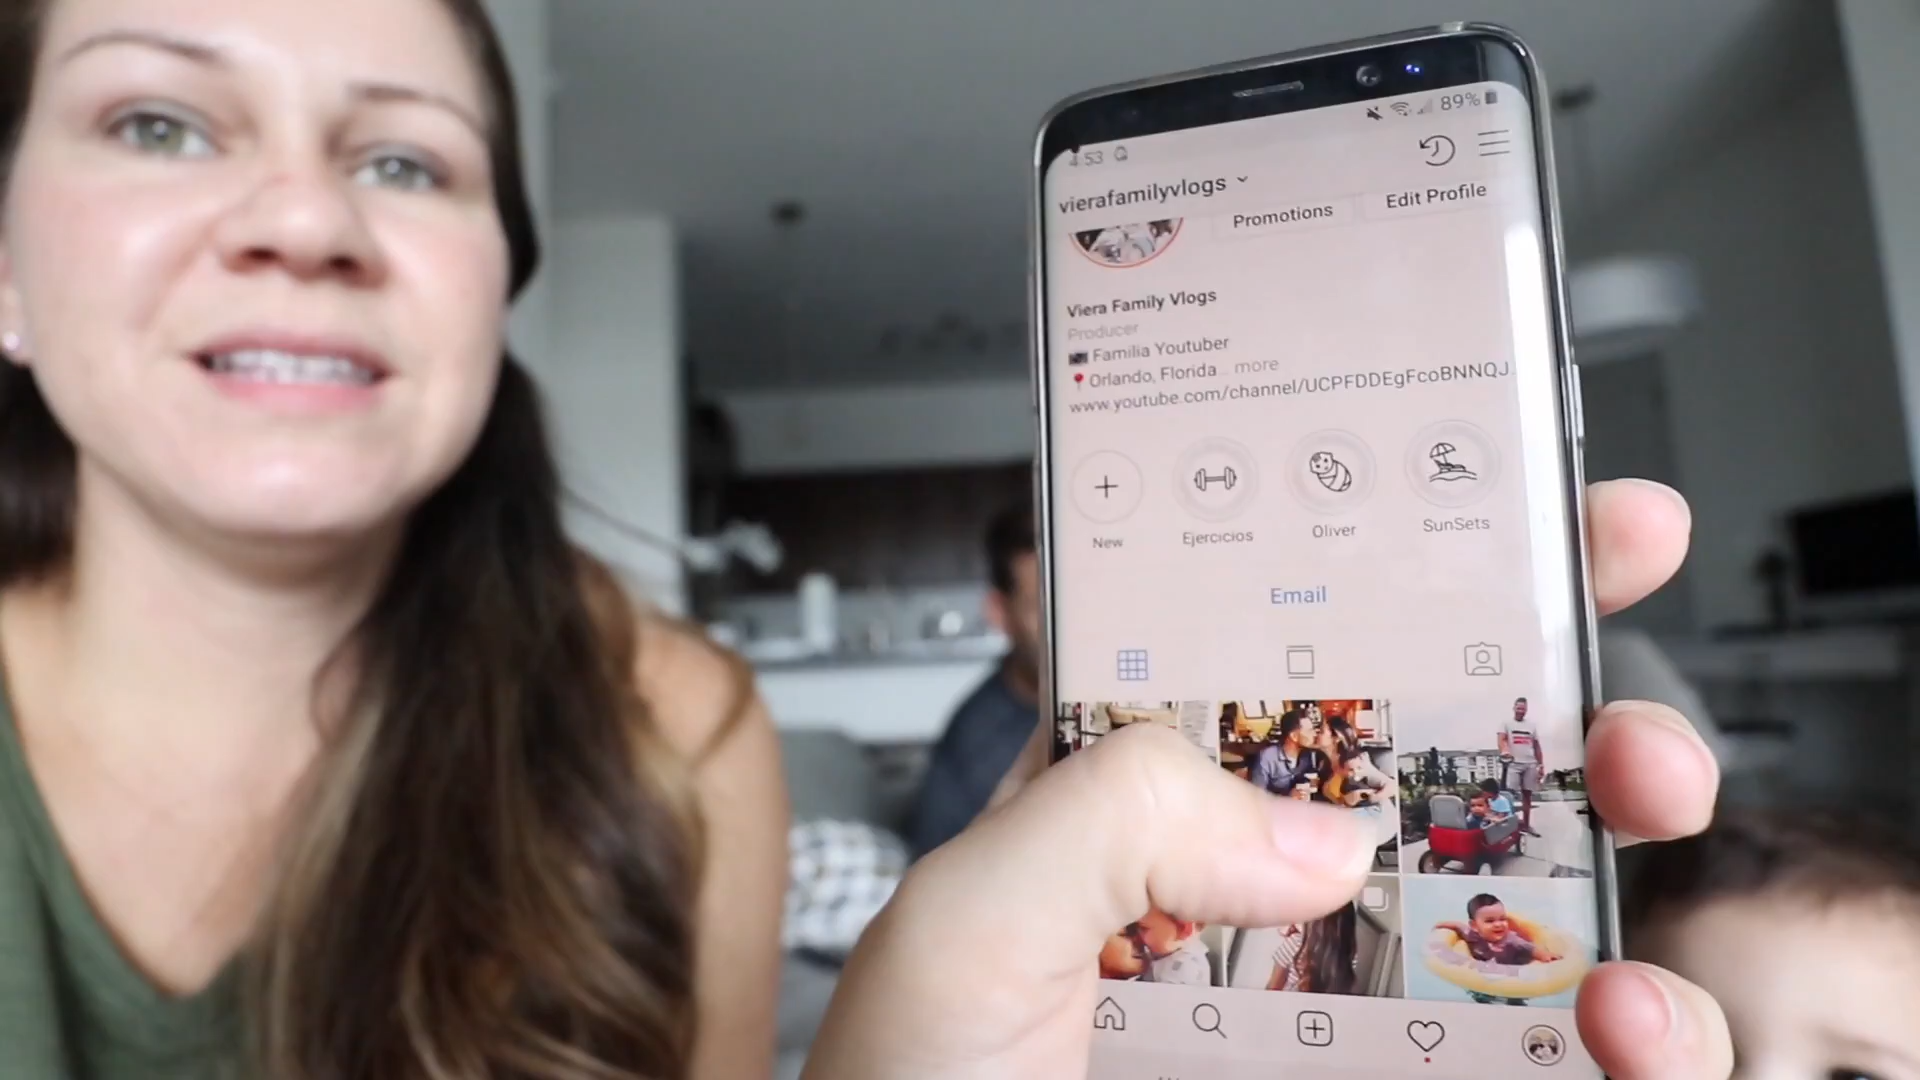 89%
4:53
vierafamilyvlogs
Promotions
Edit Profile
Viera Family Vlogs
Producer
Familia Youtuber
Orlando, Florida... more
www.youtube.com/channel/UCPFDDEgFcoBNNQJ
New
Ejercicios
Oliver
SunSets
Email